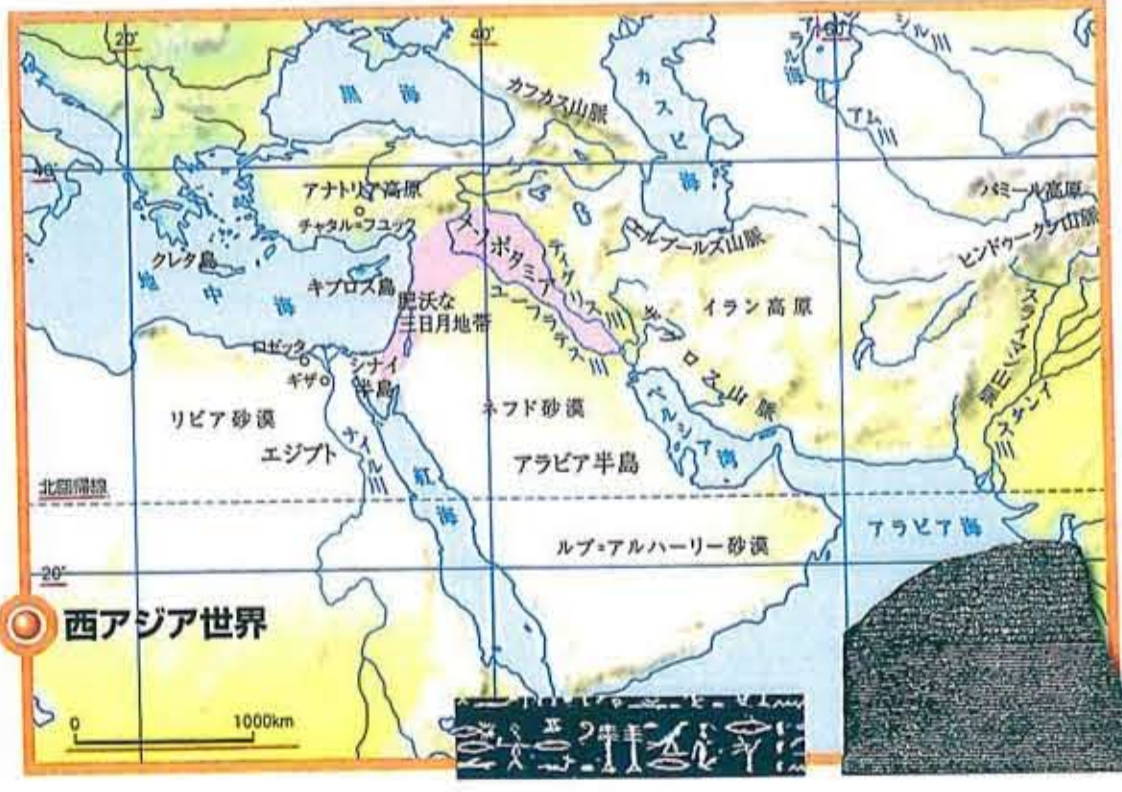 20°
40°
60°
アラル海
シル川
黒海
カフカス山脈
カスピ海
アム川
40°
アナトリア高原
チャタル=フユック
パミール高原
ヒンドゥークシ山脈
エルブールズ山脈
メソポタミア
ティグリス川
ユーフラテス川
クレタ島
地中海
キプロス島
肥沃な
三日月地帯
イラン高原
スライマン山脈
ザグロス山脈
ロゼッタ
ギザ
シナイ
半島
リビア砂漠
ネフド砂漠
エジプト
ナイル川
ペルシア湾
インダス川
アラビア半島
北回帰線
紅海
アラビア海
ルブ=アルハーリー砂漠
20°
西アジア世界
0 1000km